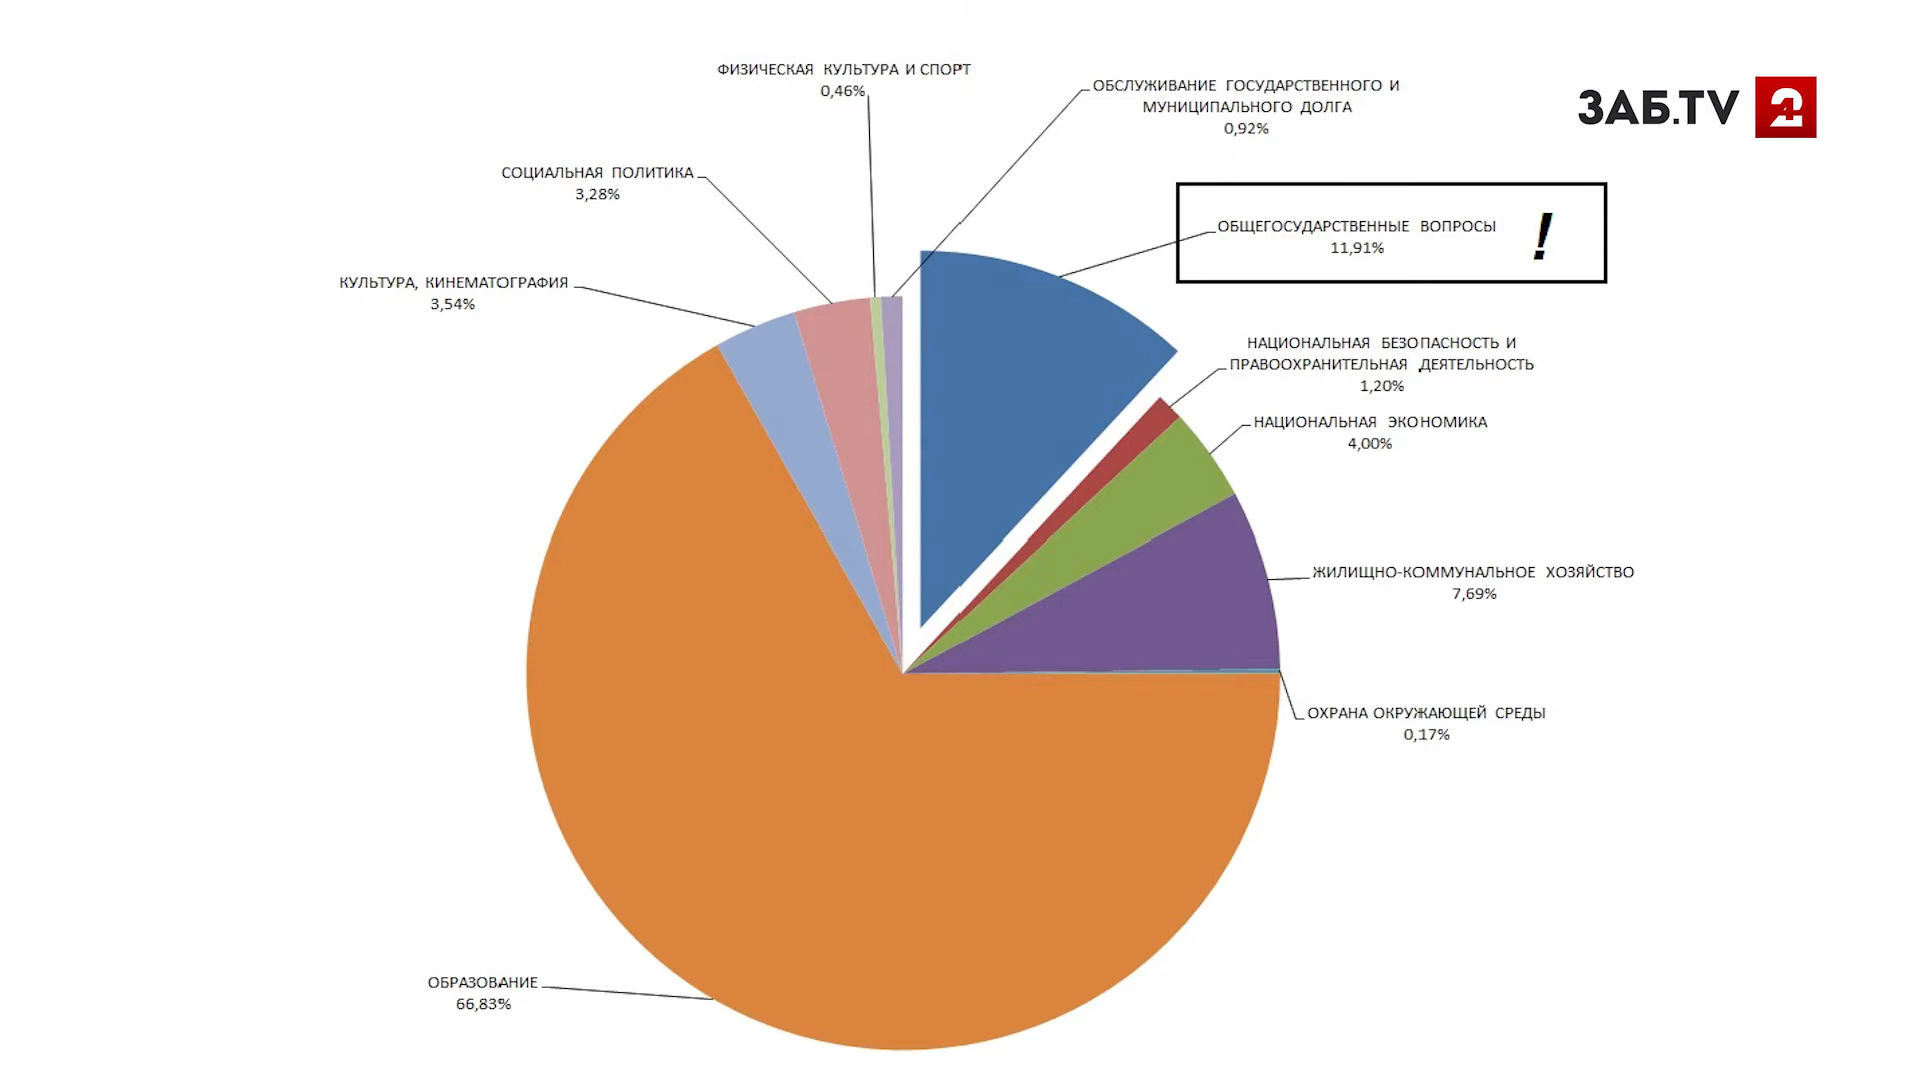 ФИЗИЧЕСКАЯ КУЛЬТУРА И СПОРТ
0,46%
ОБСЛУЖИВАНИЕ ГОСУДАРСТВЕННОГО И
МУНИЦИПАЛЬНОГО ДОЛГА
0,92%
ЗАБ.TV 24
СОЦИАЛЬНАЯ ПОЛИТИКА
3,28%
ОБЩЕГОСУДАРСТВЕННЫЕ ВОПРОСЫ
11,91%
!
КУЛЬТУРА, КИНЕМАТОГРАФИЯ
3,54%
НАЦИОНАЛЬНАЯ БЕЗОПАСНОСТЬ И
ПРАВООХРАНИТЕЛЬНАЯ ДЕЯТЕЛЬНОСТЬ
1,20%
НАЦИОНАЛЬНАЯ ЭКОНОМИКА
4,00%
ЖИЛИЩНО-КОММУНАЛЬНОЕ ХОЗЯЙСТВО
7,69%
ОХРАНА ОКРУЖАЮЩЕЙ СРЕДЫ
0,17%
ОБРАЗОВАНИЕ
66,83%